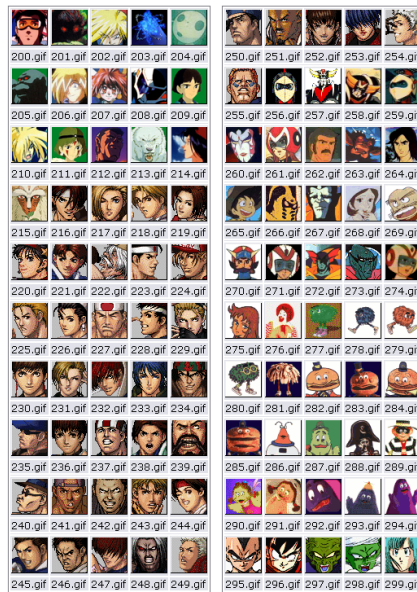 200.gif 201.gif 202.gif 203.gif 204.gif
205.gif 206.gif 207.gif 208.gif 209.gif
210.gif 211.gif 212.gif 213.gif 214.gif
215.gif 216.gif 217.gif 218.gif 219.gif
220.gif 221.gif 222.gif 223.gif 224.gif
225.gif 226.gif 227.gif 228.gif 229.gif
230.gif 231.gif 232.gif 233.gif 234.gif
235.gif 236.gif 237.gif 238.gif 239.gif
240.gif 241.gif 242.gif 243.gif 244.gif
245.gif 246.gif 247.gif 248.gif 249.gif
250.gif 251.gif 252.gif 253.gif 254.gi
255.gif 256.gif 257.gif 258.gif 259.gi
260.gif 261.gif 262.gif 263.gif 264.gi
265.gif 266.gif 267.gif 268.gif 269.gi
270.gif 271.gif 272.gif 273.gif 274.gi
275.gif 276.gif 277.gif 278.gif 279.gi
280.gif 281.gif 282.gif 283.gif 284.gi
285.gif 286.gif 287.gif 288.gif 289.gi
290.gif 291.gif 292.gif 293.gif 294.gi
295.gif 296.gif 297.gif 298.gif 299.gi